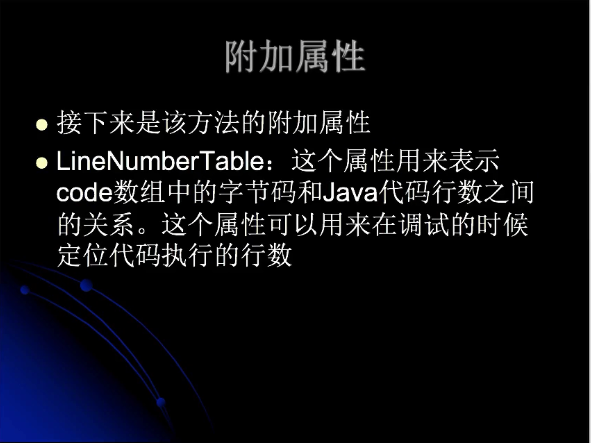 附加属性
接下来是该方法的附加属性
LineNumberTable：这个属性用来表示
code数组中的字节码和Java代码行数之间
的关系。这个属性可以用来在调试的时候
定位代码执行的行数